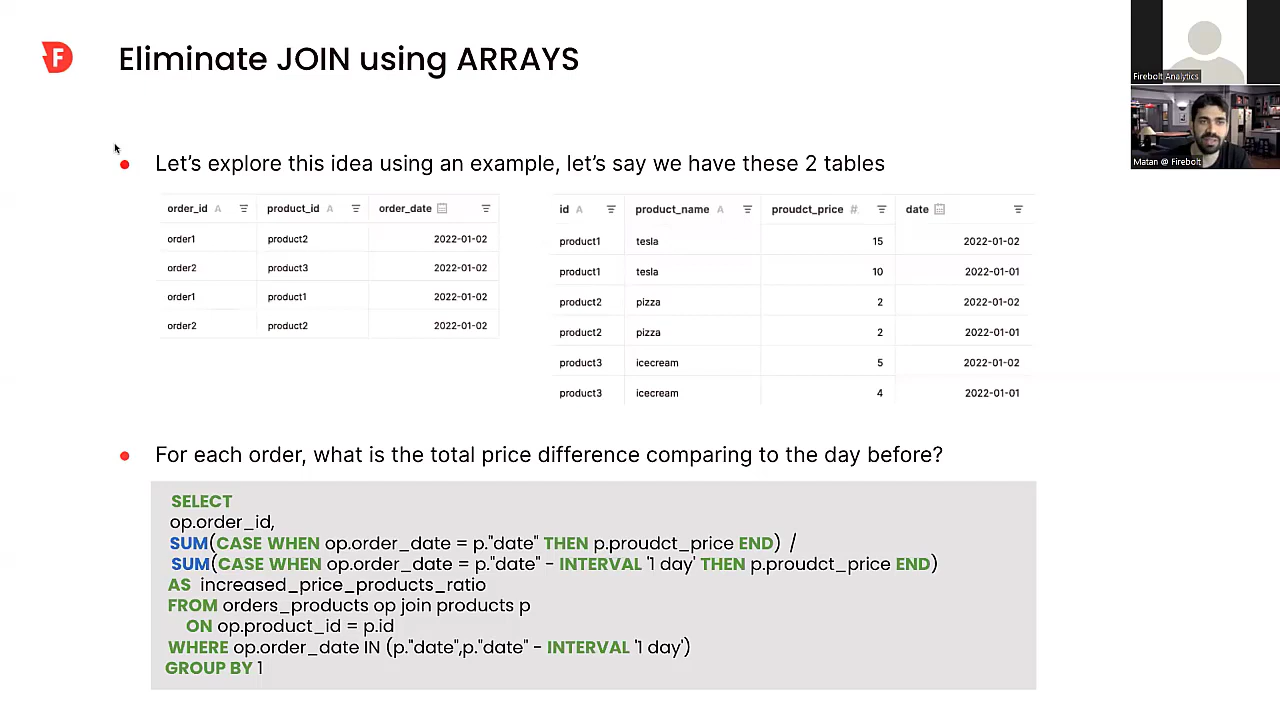 F
Eliminate JOIN using ARRAYS
Firebolt Analytics
Matan @ Firebolt
Let's explore this idea using an example, let's say we have these 2 tables
order_id A product_id A order_date
order1 product2 2022-01-02
order2 product3 2022-01-02
order1 product1 2022-01-02
order2 product2 2022-01-02
id A product_name A proudct_price # date
product1 tesla 15 2022-01-02
product1 tesla 10 2022-01-01
product2 pizza 2 2022-01-02
product2 pizza 2 2022-01-01
product3 icecream 5 2022-01-02
product3 icecream 4 2022-01-01
For each order, what is the total price difference comparing to the day before?
SELECT
op.order_id,
SUM(CASE WHEN op.order_date = p."date" THEN p.proudct_price END) /
SUM(CASE WHEN op.order_date = p."date" - INTERVAL '1 day' THEN p.proudct_price END)
AS increased_price_products_ratio
FROM orders_products op join products p
ON op.product_id = p.id
WHERE op.order_date IN (p."date",p."date" - INTERVAL '1 day')
GROUP BY 1